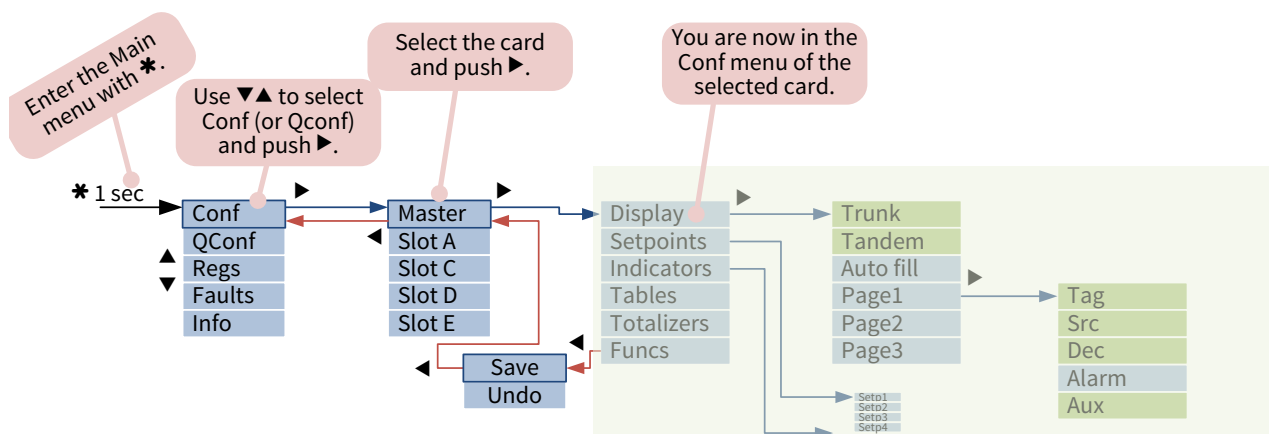 Enter the Main
menu with ✱.
Use ▼▲ to select
Conf (or Qconf)
and push ▶.
Select the card
and push ▶.
You are now in the
Conf menu of the
selected card.
✱ 1 sec
Conf
QConf
Regs
Faults
Info
Master
Slot A
Slot C
Slot D
Slot E
Save
Undo
Display
Setpoints
Indicators
Tables
Totalizers
Funcs
Trunk
Tandem
Auto fill
Page1
Page2
Page3
Setp1
Setp2
Setp3
Setp4
Tag
Src
Dec
Alarm
Aux